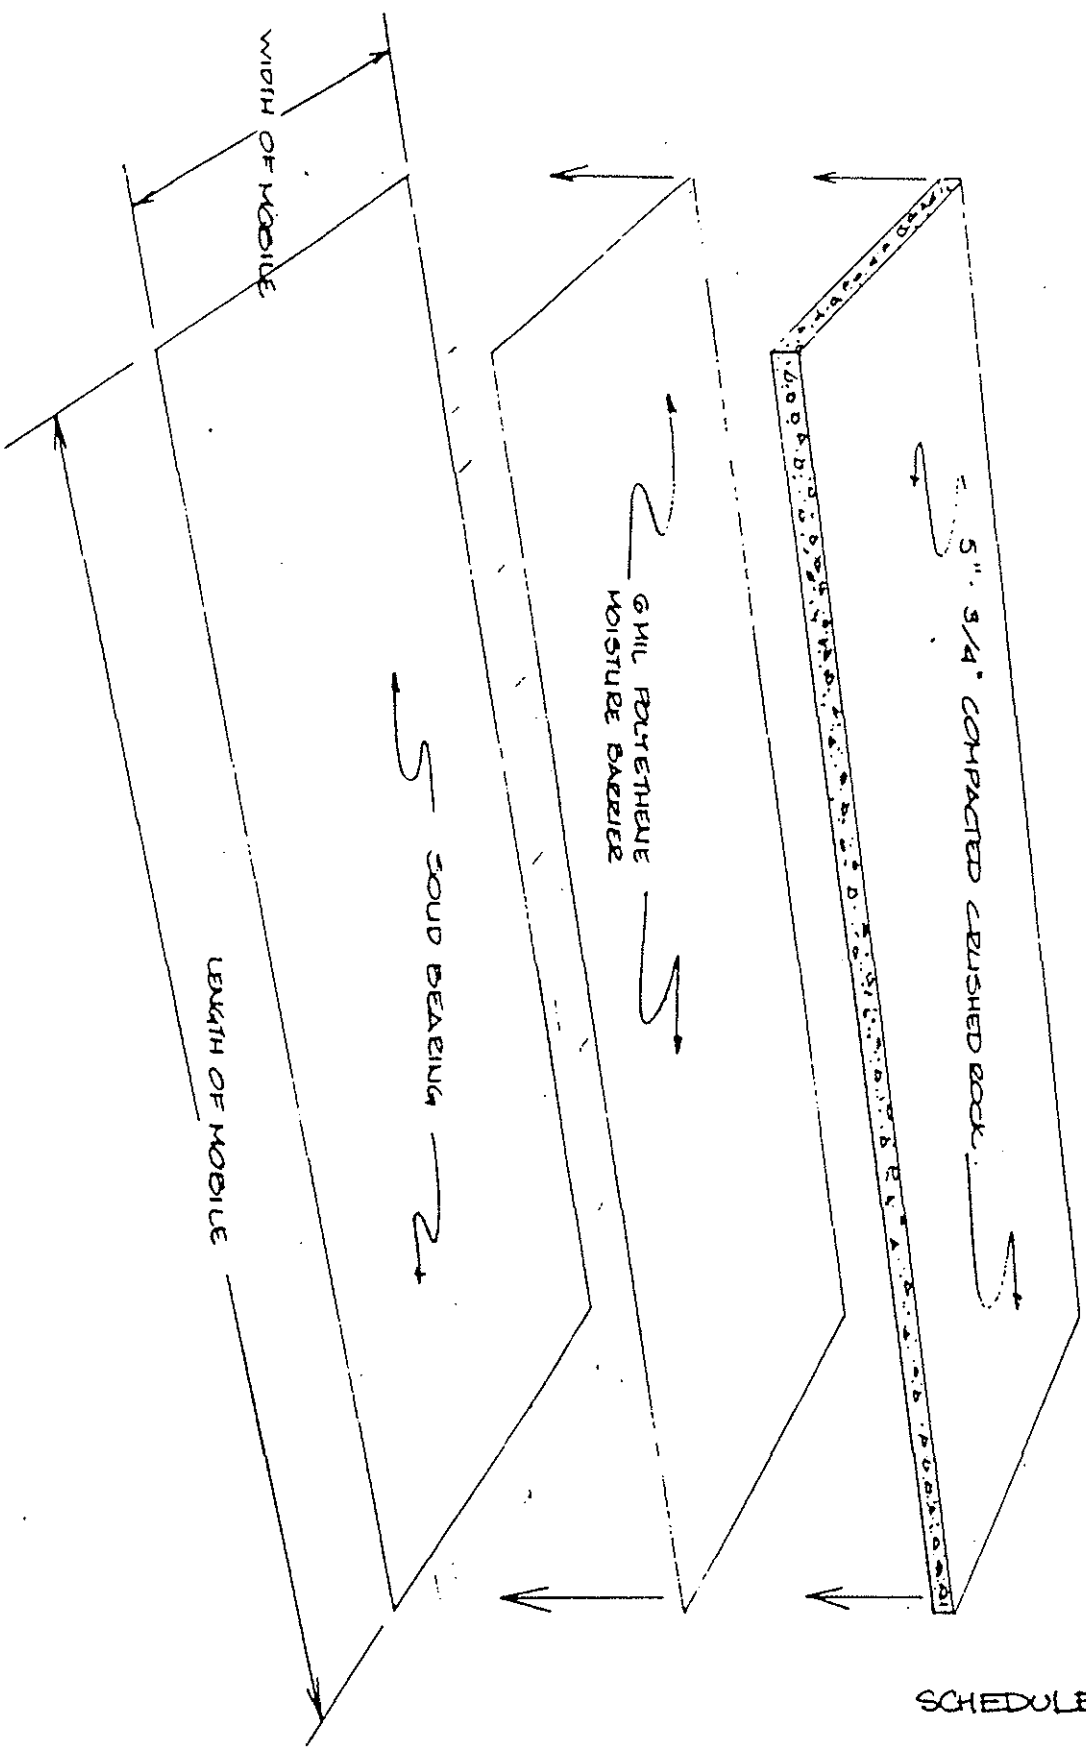 SCHEDULE
5" 3/4" COMPACTED CRUSHED ROCK
6 MIL POLYETHENE
MOISTURE BARRIER
SOLID BEARING
WIDTH OF MOBILE
LENGTH OF MOBILE